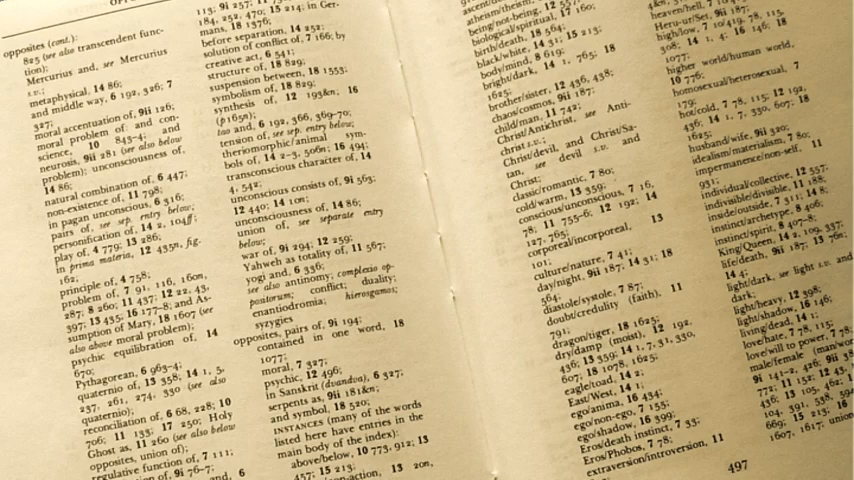 opposites (cont.):
825 (see also transcendent function);
Mercurius and, see Mercurius
s.v.;
metaphysical, 14 86;
and middle way, 6 192, 326; 7
327;
moral accentuation of, 9ii 126;
moral problem of: and con-
science, 10 843–4; and
neurosis, 9ii 281 (see also below
problem); unconsciousness of,
14 86;
natural combination of, 6 447;
non-existence of, 11 798;
in pagan unconscious, 6 316;
pairs of, see sep. entry below;
personification of, 14 2, 104ff;
play of, 4 779; 13 286;
in prima materia, 12 435n, fig.
162;
principle of, 4 758;
problem of, 7 91, 116, 160n,
287; 8 260; 11 437; 12 22, 43,
397; 13 435; 16 177–8; and As-
sumption of Mary, 18 1607 (see
also above moral problem);
psychic equilibration of, 14
670;
Pythagorean, 6 963–4;
quaternio of, 13 358; 14 1, 5,
237, 261, 274, 330 (see also
quaternio);
reconciliation of, 6 68, 228; 10
706; 11 133; 17 250; Holy
Ghost as, 11 260 (see also below
opposites, union of);
regulative function of, 7 111;
of, 9i 76–7;
115; 9i 257; 11
184, 252, 470; 15 214; in Ger-
mans, 18 1376;
before separation, 14 252;
solution of conflict of, 7 166; by
creative act, 6 541;
structure of, 18 829;
suspension between, 18 1553;
symbolism of, 18 829;
synthesis of, 12 193&n; 16
(p165n);
tao and, 6 192, 366, 369–70;
tension of, see sep. entry below;
theriomorphic/animal sym-
bols of, 14 2–3, 506n; 16 494;
transconscious character of, 14
4, 542;
unconscious consists of, 9i 563;
12 440; 14 10n;
unconsciousness of, 14 86;
union of, see separate entry
below;
war of, 9i 294; 12 259;
Yahweh as totality of, 11 567;
yogi and, 6 336;
see also antinomy; complexio op-
positorum; conflict; duality;
enantiodromia; hierosgamos;
syzygies
opposites, pairs of, 9i 194;
contained in one word, 18
1077;
moral, 7 327;
psychic, 12 496;
in Sanskrit (dvandva), 6 327;
serpents as, 9ii 181&n;
and symbol, 18 520;
INSTANCES (many of the words
listed here have entries in the
main body of the index):
above/below, 10 773, 912; 13
457; 15 213;
13 20n,
atheism/theism,
being/not-being, 12 55
biological/spiritual, 17 160;
birth/death, 18 564;
black/white, 14 31; 15 213;
body/mind, 8 619;
bright/dark, 14 1, 765; 18
1625;
brother/sister, 12 436, 438;
chaos/cosmos, 9ii 187;
child/man, 11 742;
Christ/Antichrist, see Anti-
christ s.v.;
Christ/devil, and Christ/Sa-
tan, see devil s.v. and
Christ;
classic/romantic, 7 80;
cold/warm, 13 359;
conscious/unconscious, 7 16,
78; 11 755–6; 12 192; 14
127, 765;
corporeal/incorporeal, 13
101;
culture/nature, 7 41;
day/night, 9ii 187; 14 31; 18
564;
diastole/systole, 7 87;
doubt/credulity (faith), 11
791;
dragon/tiger, 18 1625;
dry/damp (moist), 12 192,
436; 13 359; 14 1, 7, 31, 330,
607; 18 1078, 1625;
eagle/toad, 14 2;
East/West, 14 1;
ego/anima, 16 434;
ego/non-ego, 7 155;
ego/shadow, 16 399;
Eros/death instinct, 7 33;
Eros/Phobos, 7 78;
extraversion/introversion, 11
heaven/hell, 7
Heru-ur/Set, 9ii 187;
high/low, 7 10/419, 78, 115,
308; 14 1, 4; 16 146; 18
1077;
higher world/human world,
10 776;
homosexual/heterosexual, 7
179;
hot/cold, 7 78, 115; 12 192,
436; 14 1, 7, 330, 607; 18
1625;
husband/wife, 9ii 320;
idealism/materialism, 7 80;
impermanence/non-self, 11
931;
individual/collective, 12 557;
indivisible/divisible, 11 188;
inside/outside, 7 311; 14 8;
instinct/archetype, 8 406;
instinct/spirit, 8 407–8;
King/Queen, 14 2, 109, 337;
life/death, 9ii 187; 13 76n;
14 4;
light/dark, see light s.v. and
dark;
light/heavy, 12 398;
light/shadow, 16 146;
living/dead, 14 1;
love/hate, 7 78, 115;
love/will to power, 7 78;
male/female (man/wo
9i 141–2, 426; 9ii
772; 11 152; 12 43,
436; 13 105, 462,
104, 391, 538, 594
669; 15 213; 16
1607, 1617; union
497